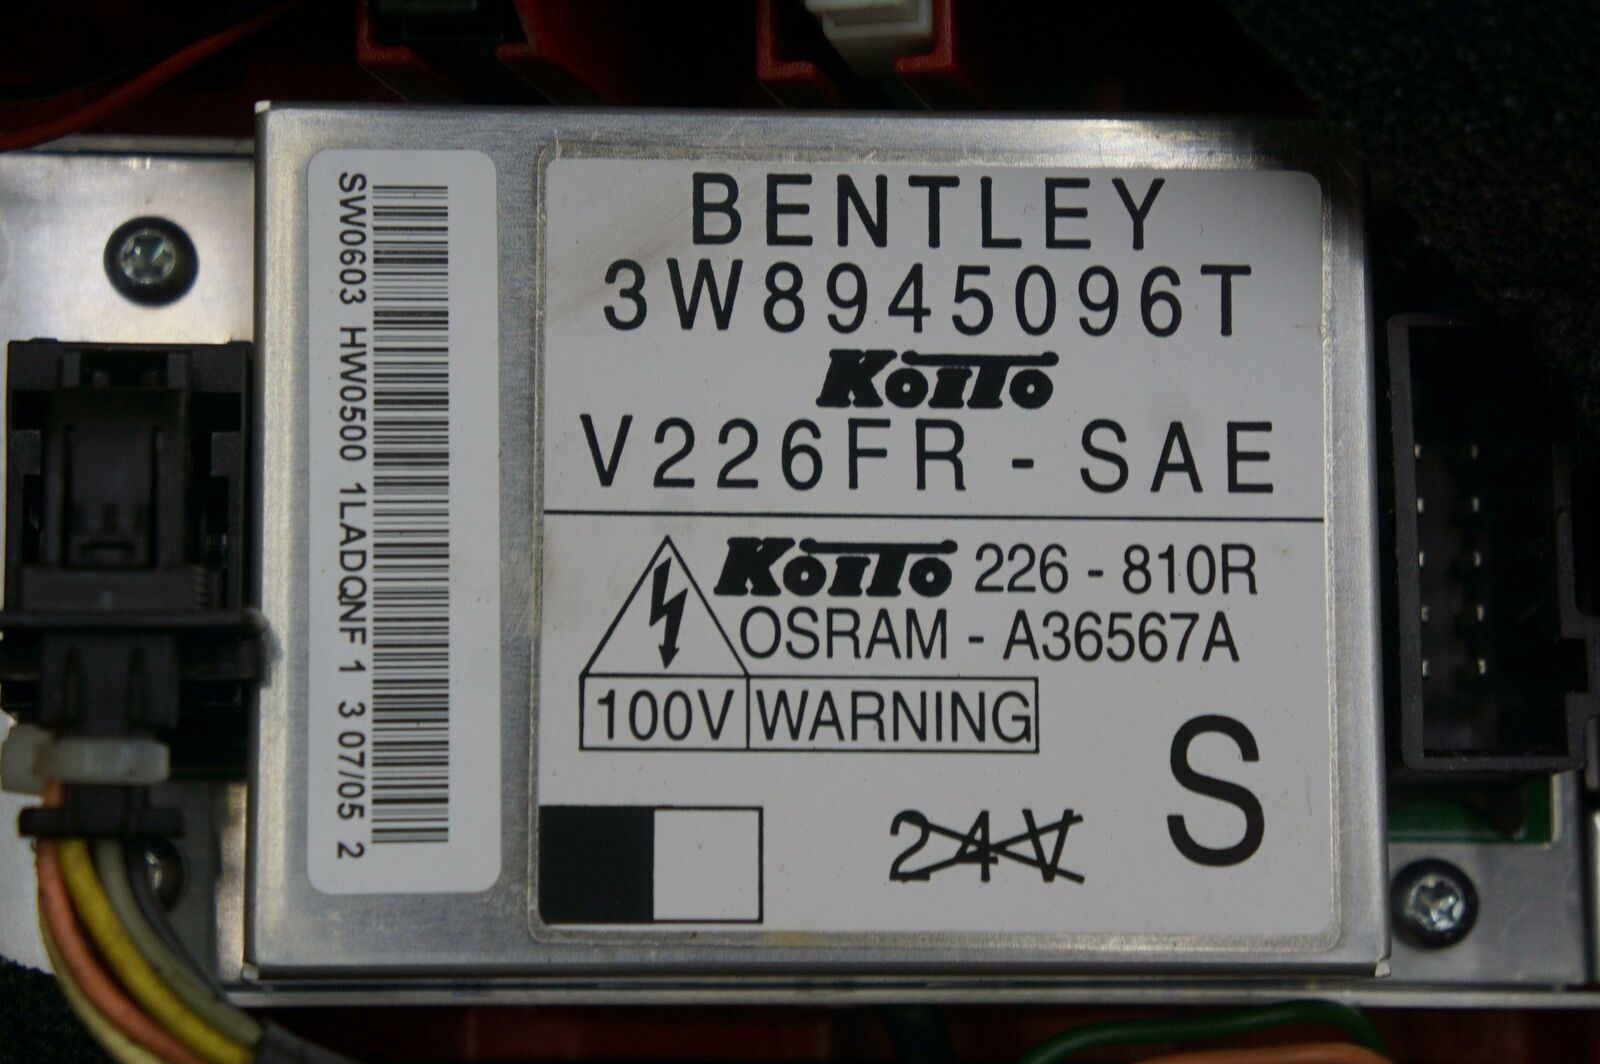 SW0603 HW0500 1LADQNF 1 3 07/05 2
BENTLEY
3W8945096T
KOITO
V226FR - SAE
KOITO 226 - 810R
OSRAM - A36567A
100V WARNING
S
24V